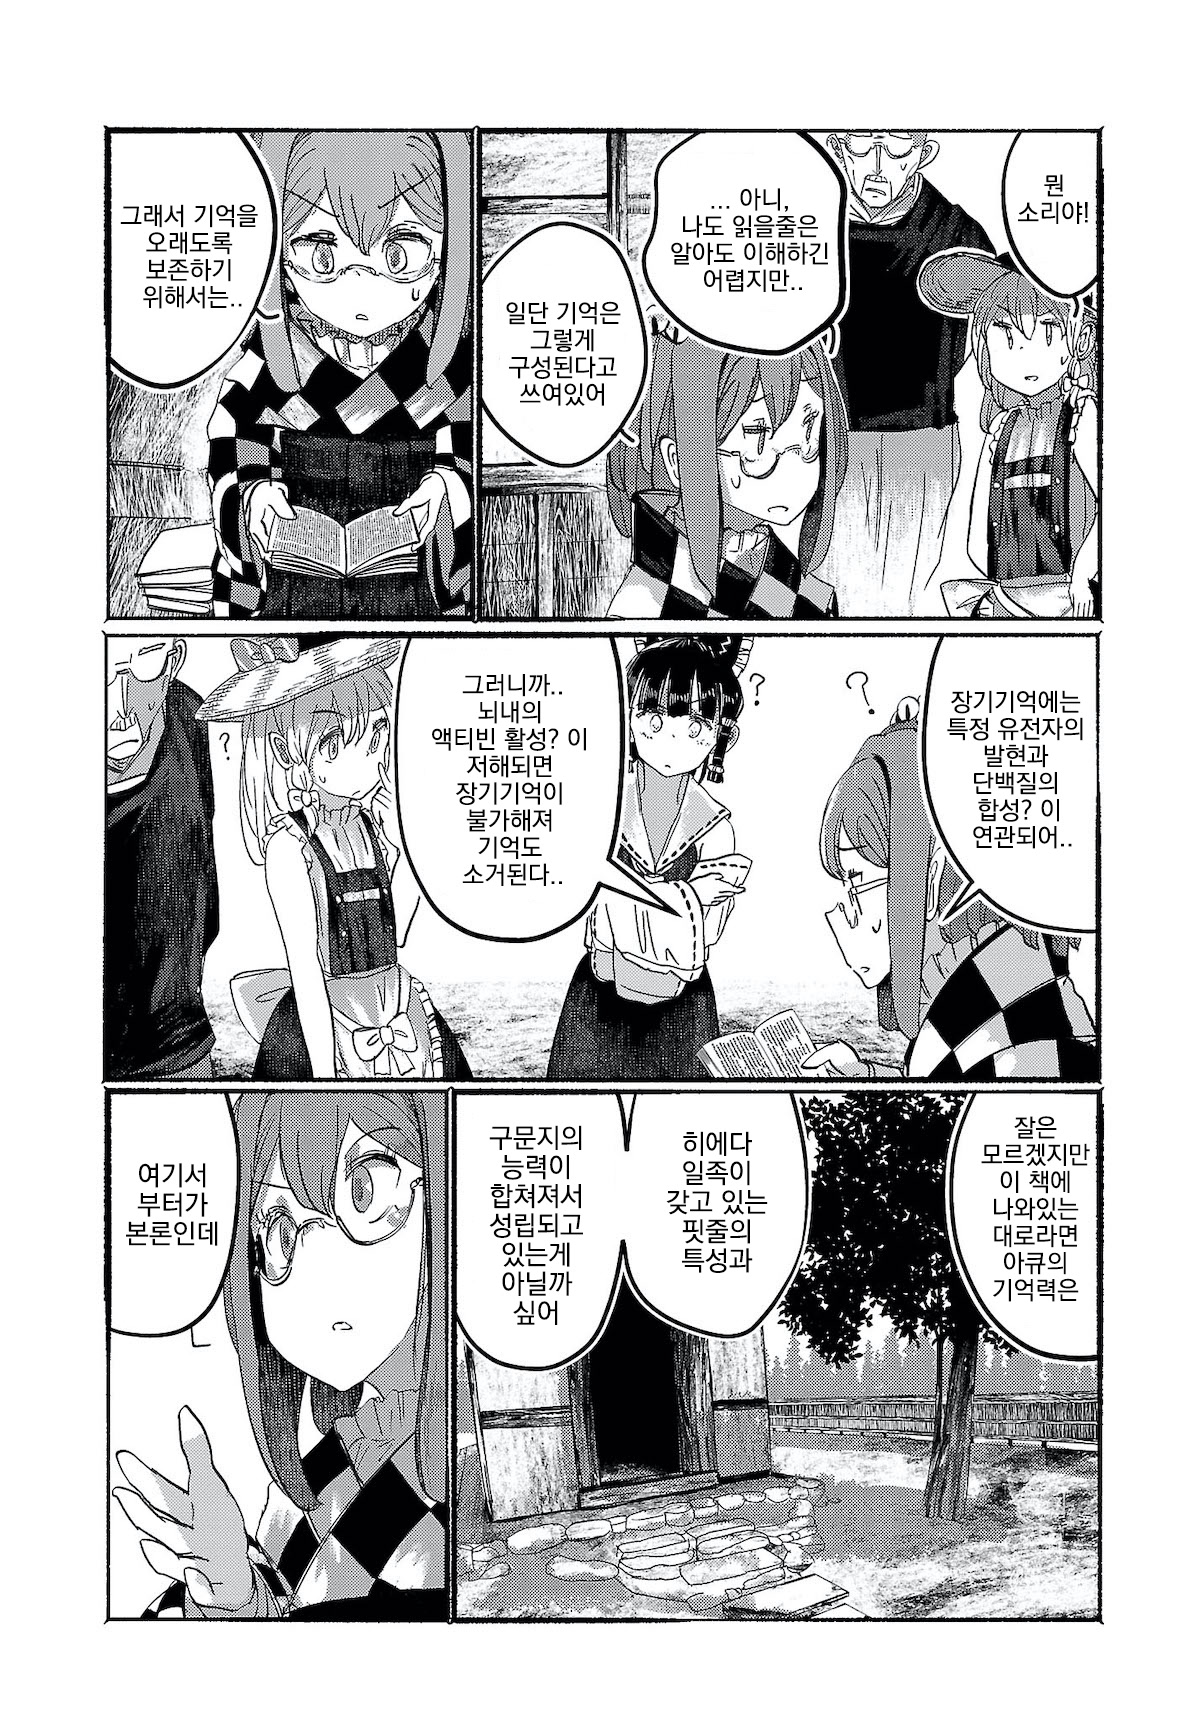 뭔
소리야!
... 아니,
나도 읽을줄은
알아도 이해하긴
어렵지만..
일단 기억은
그렇게
구성된다고
쓰여있어
그래서 기억을
오래도록
보존하기
위해서는..
장기기억에는
특정 유전자의
발현과
단백질의
합성? 이
연관되어..
?
?
그러니까..
뇌내의
액티빈 활성? 이
저해되면
장기기억이
불가해져
기억도
소거된다..
?
잘은
모르겠지만
이 책에
나와있는
대로라면
아큐의
기억력은
히에다
일족이
갖고 있는
핏줄의
특성과
구문지의
능력이
합쳐져서
성립되고
있는게
아닐까
싶어
여기서
부터가
본론인데